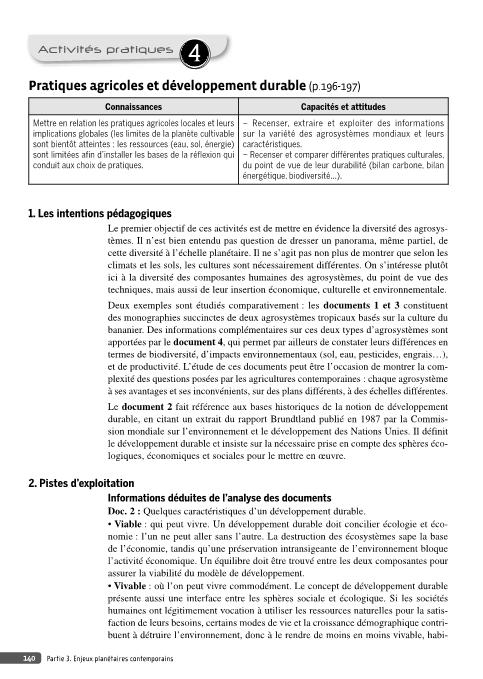 Activités pratiques 4
Pratiques agricoles et développement durable (p.196-197)
Connaissances
Mettre en relation les pratiques agricoles locales et leurs
implications globales (les limites de la planète cultivable
sont bientôt atteintes : les ressources (eau, sol, énergie)
sont limitées afin d'installer les bases de la réflexion qui
conduit aux choix de pratiques.
Capacités et attitudes
– Recenser, extraire et exploiter des informations
sur la variété des agrosystèmes mondiaux et leurs
caractéristiques.
– Recenser et comparer différentes pratiques culturales,
du point de vue de leur durabilité (bilan carbone, bilan
énergétique, biodiversité...).
1. Les intentions pédagogiques
Le premier objectif de ces activités est de mettre en évidence la diversité des agrosys-
tèmes. Il n'est bien entendu pas question de dresser un panorama, même partiel, de
cette diversité à l'échelle planétaire. Il ne s'agit pas non plus de montrer que selon les
climats et les sols, les cultures sont nécessairement différentes. On s'intéresse plutôt
ici à la diversité des composantes humaines des agrosystèmes, du point de vue des
techniques, mais aussi de leur insertion économique, culturelle et environnementale.
Deux exemples sont étudiés comparativement : les documents 1 et 3 constituent
des monographies succinctes de deux agrosystèmes tropicaux basés sur la culture du
bananier. Des informations complémentaires sur ces deux types d'agrosystèmes sont
apportées par le document 4, qui permet par ailleurs de constater leurs différences en
termes de biodiversité, d'impacts environnementaux (sol, eau, pesticides, engrais…),
et de productivité. L'étude de ces documents peut être l'occasion de montrer la com-
plexité des questions posées par les agricultures contemporaines : chaque agrosystème
à ses avantages et ses inconvénients, sur des plans différents, à des échelles différentes.
Le document 2 fait référence aux bases historiques de la notion de développement
durable, en citant un extrait du rapport Brundtland publié en 1987 par la Commis-
sion mondiale sur l'environnement et le développement des Nations Unies. Il définit
le développement durable et insiste sur la nécessaire prise en compte des sphères éco-
logiques, économiques et sociales pour le mettre en œuvre.
2. Pistes d'exploitation
Informations déduites de l'analyse des documents
Doc. 2 : Quelques caractéristiques d'un développement durable.
• Viable : qui peut vivre. Un développement durable doit concilier écologie et éco-
nomie : l'un ne peut aller sans l'autre. La destruction des écosystèmes sape la base
de l'économie, tandis qu'une préservation intransigeante de l'environnement bloque
l'activité économique. Un équilibre doit être trouvé entre les deux composantes pour
assurer la viabilité du modèle de développement.
• Vivable : où l'on peut vivre commodément. Le concept de développement durable
présente aussi une interface entre les sphères sociale et écologique. Si les sociétés
humaines ont légitimement vocation à utiliser les ressources naturelles pour la satis-
faction de leurs besoins, certains modes de vie et la croissance démographique contri-
buent à détruire l'environnement, donc à le rendre de moins en moins vivable, habi-
140 Partie 3. Enjeux planétaires contemporains